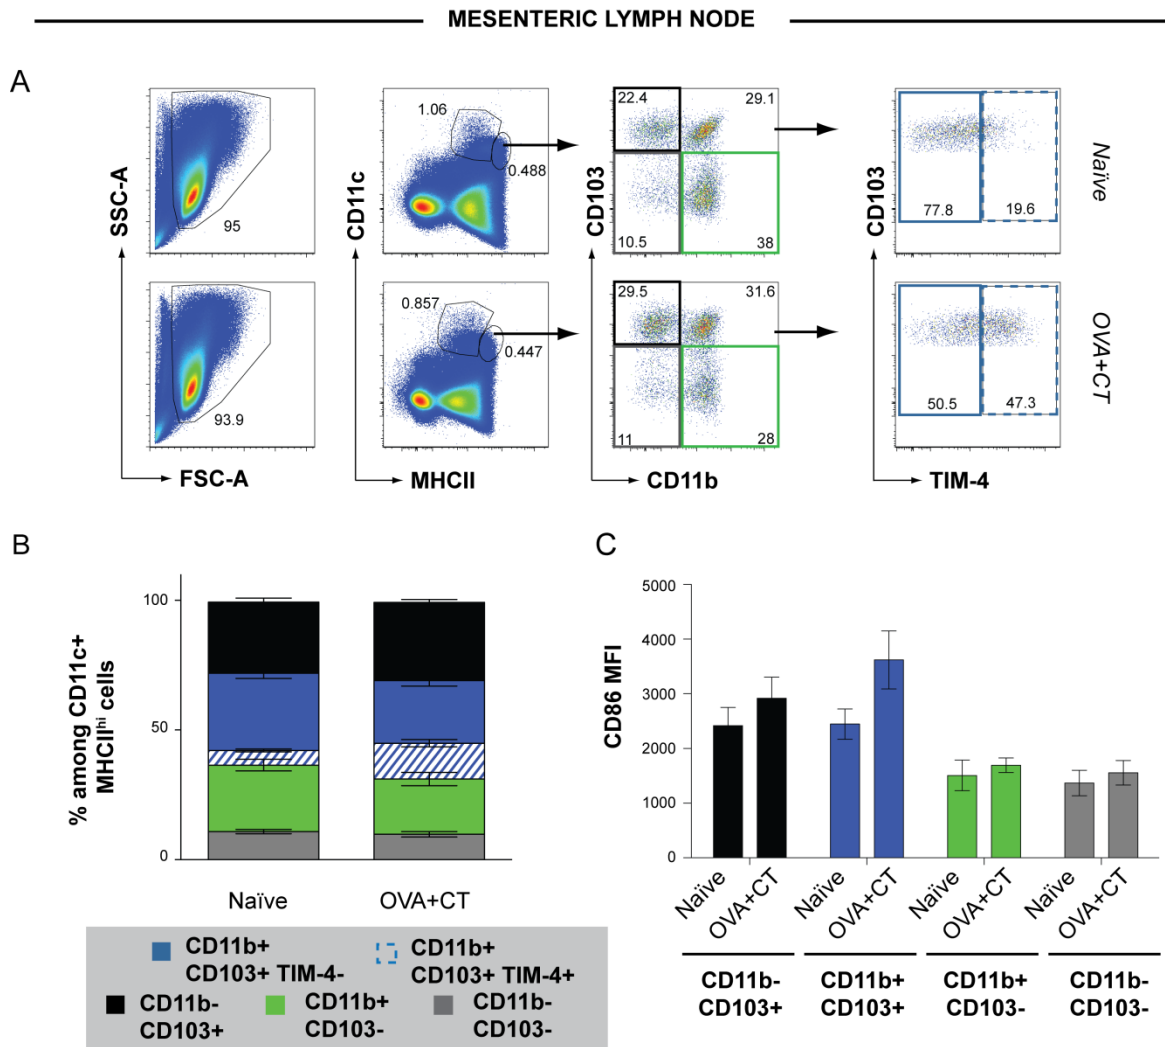 MESENTERIC LYMPH NODE
A
SSC-A
95
CD11c
1.06
0.488
CD103
22.4
29.1
10.5
38
CD103
77.8
19.6
Naïve
93.9
0.857
0.447
29.5
31.6
11
28
50.5
47.3
OVA+CT
FSC-A
MHCII
CD11b
TIM-4
B
% among CD11c+
MHCIIhi cells
100
50
0
Naïve
OVA+CT
CD11b+
CD103+ TIM-4-
CD11b+
CD103+ TIM-4+
CD11b-
CD103+
CD11b+
CD103-
CD11b-
CD103-
C
CD86 MFI
5000
4000
3000
2000
1000
0
Naïve
OVA+CT
Naïve
OVA+CT
Naïve
OVA+CT
Naïve
OVA+CT
CD11b-
CD103+
CD11b+
CD103+
CD11b+
CD103-
CD11b-
CD103-